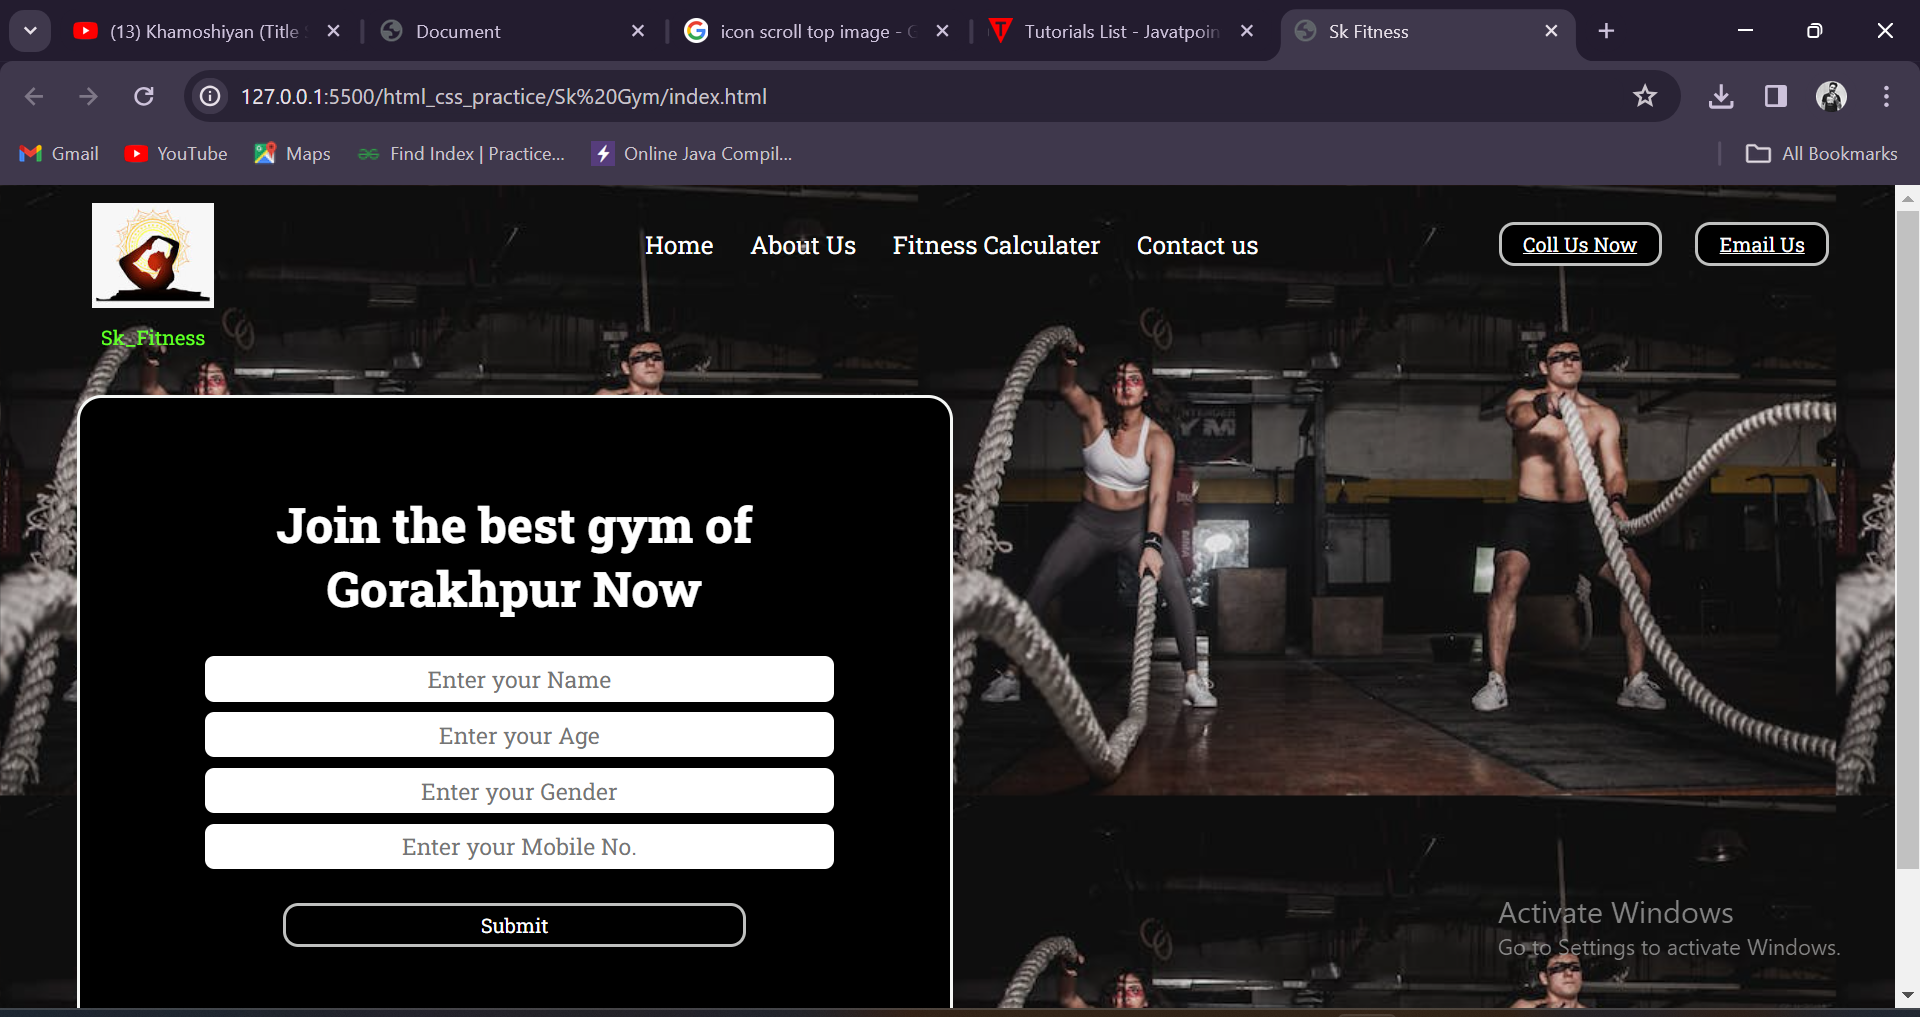 (13) Khamoshiyan (Title
Document
icon scroll top image -
Tutorials List - Javatpoin
Sk Fitness
127.0.0.1:5500/html_css_practice/Sk%20Gym/index.html
Gmail
YouTube
Maps
Find Index | Practice...
Online Java Compil...
All Bookmarks
Home
About Us
Fitness Calculater
Contact us
Coll Us Now
Email Us
Sk_Fitness
Join the best gym of
Gorakhpur Now
Enter your Name
Enter your Age
Enter your Gender
Enter your Mobile No.
Submit
Activate Windows
Go to Settings to activate Windows.